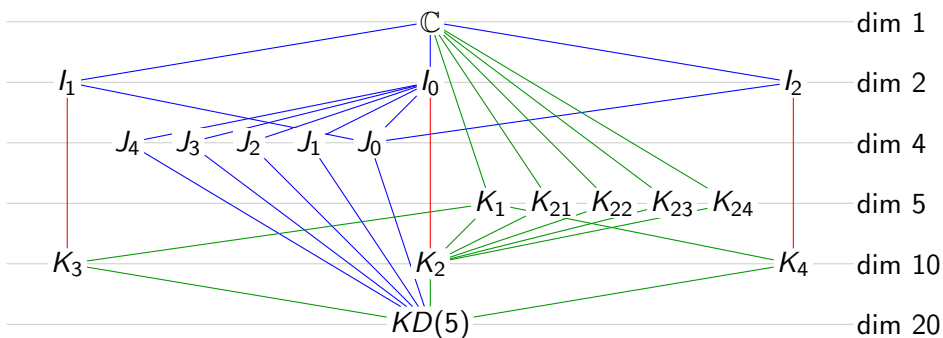 ℂ dim 1
I₁ I₀ I₂ dim 2
J₄ J₃ J₂ J₁ J₀ dim 4
K₁ K₂₁ K₂₂ K₂₃ K₂₄ dim 5
K₃ K₂ K₄ dim 10
KD(5) dim 20